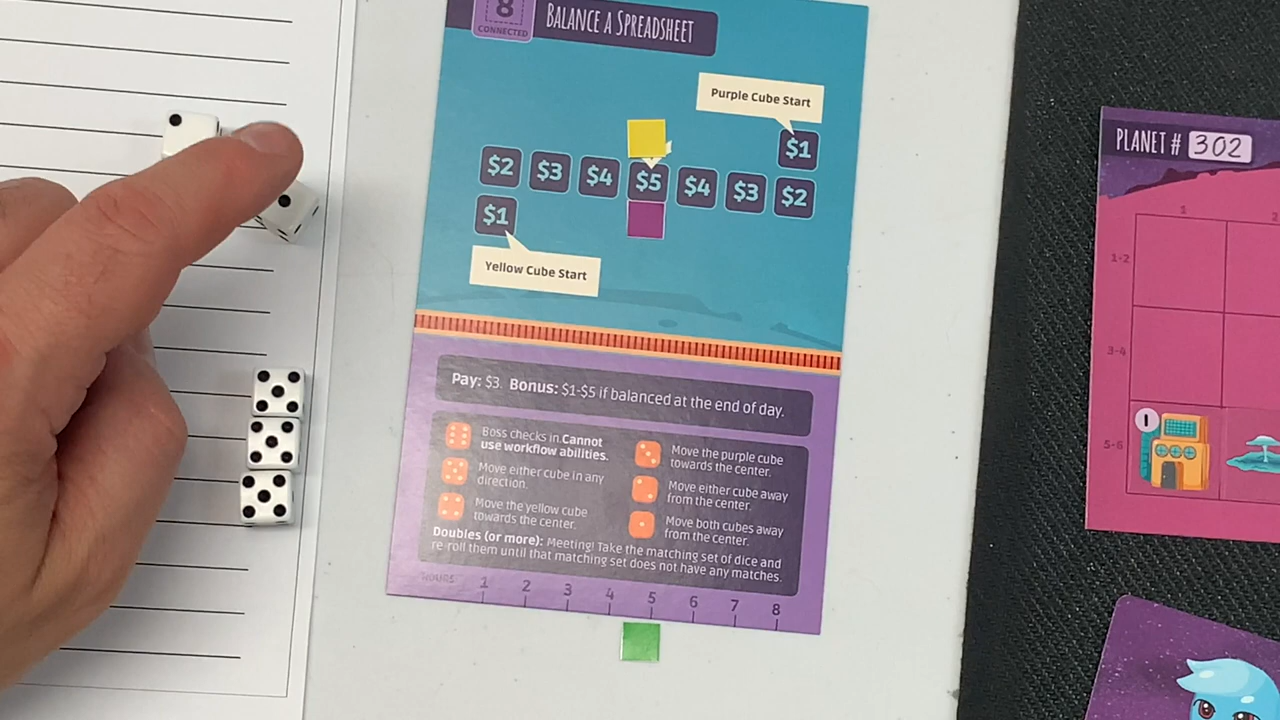 8
CONNECTED
BALANCE A SPREADSHEET
Purple Cube Start
$1
$2 $3 $4 $5 $4 $3 $2
$1
Yellow Cube Start
Pay: $3. Bonus: $1-$5 if balanced at the end of day.
Boss checks in. Cannot
use workflow abilities.
Move either cube in any
direction.
Move the yellow cube
towards the center.
Move the purple cube
towards the center.
Move either cube away
from the center.
Move both cubes away
from the center.
Doubles (or more): Meeting! Take the matching set of dice and
re-roll them until that matching set does not have any matches.
HOURS 1 2 3 4 5 6 7 8
PLANET # 302
1 2
1-2
3-4
5-6
1